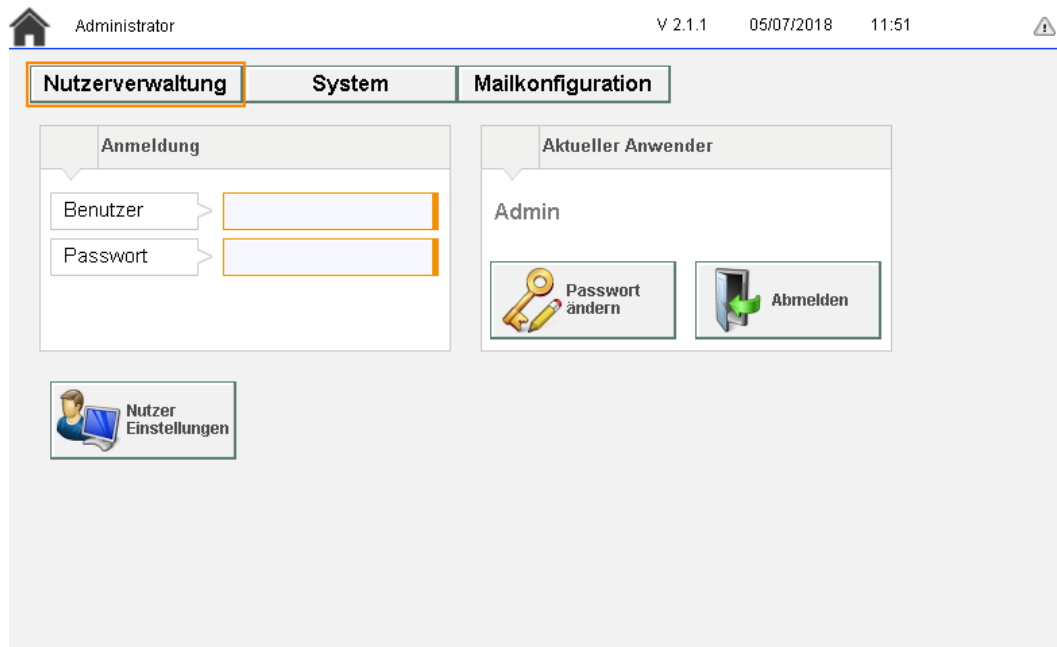 Administrator V 2.1.1 05/07/2018 11:51
Nutzerverwaltung System Mailkonfiguration
Anmeldung
Benutzer
Passwort
Aktueller Anwender
Admin
Passwort
ändern
Abmelden
Nutzer
Einstellungen